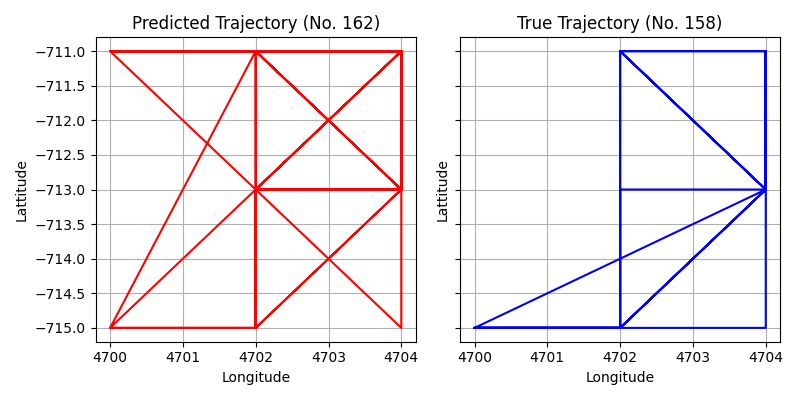 Predicted Trajectory (No. 162)
True Trajectory (No. 158)
−711.0
−711.5
−712.0
−712.5
−713.0
−713.5
−714.0
−714.5
−715.0
Lattitude
Lattitude
4700 4701 4702 4703 4704
4700 4701 4702 4703 4704
Longitude
Longitude